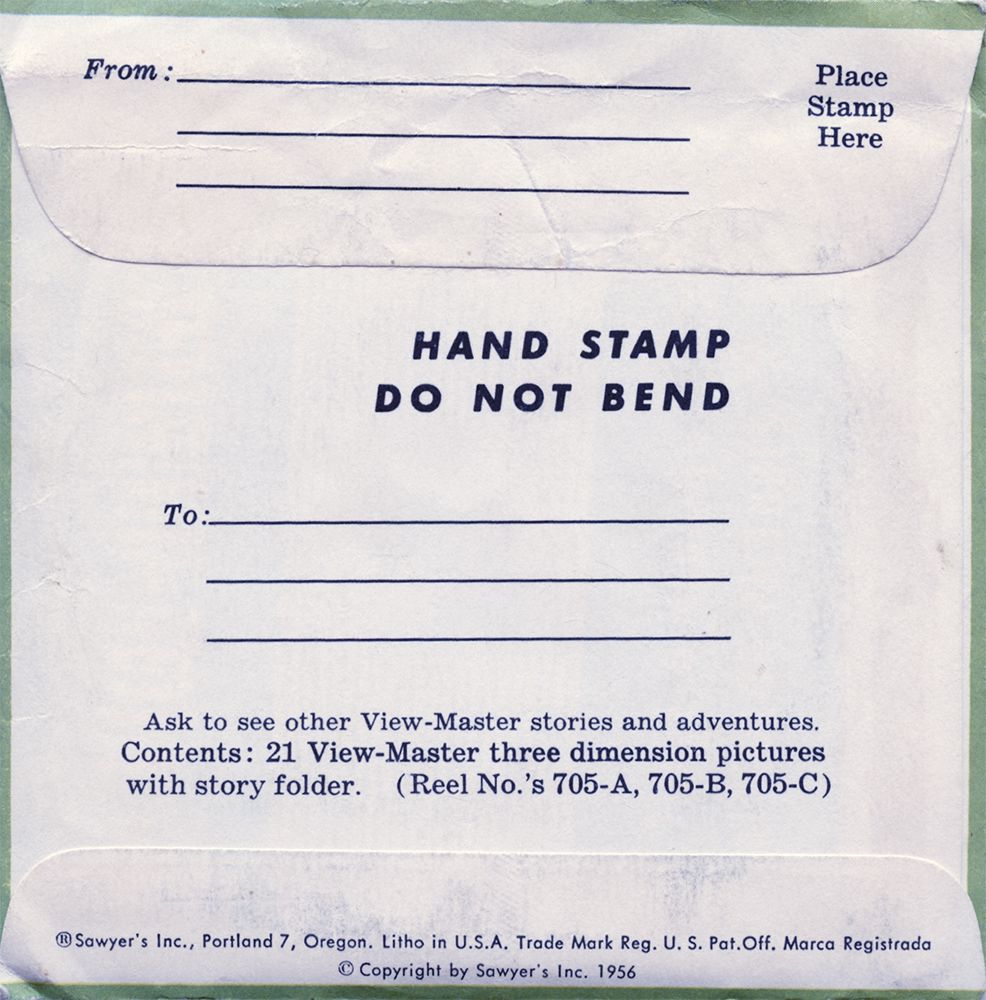 From:
Place
Stamp
Here
HAND STAMP
DO NOT BEND
To:
Ask to see other View-Master stories and adventures.
Contents: 21 View-Master three dimension pictures
with story folder. (Reel No.'s 705-A, 705-B, 705-C)
®Sawyer's Inc., Portland 7, Oregon. Litho in U.S.A. Trade Mark Reg. U. S. Pat.Off. Marca Registrada
© Copyright by Sawyer's Inc. 1956